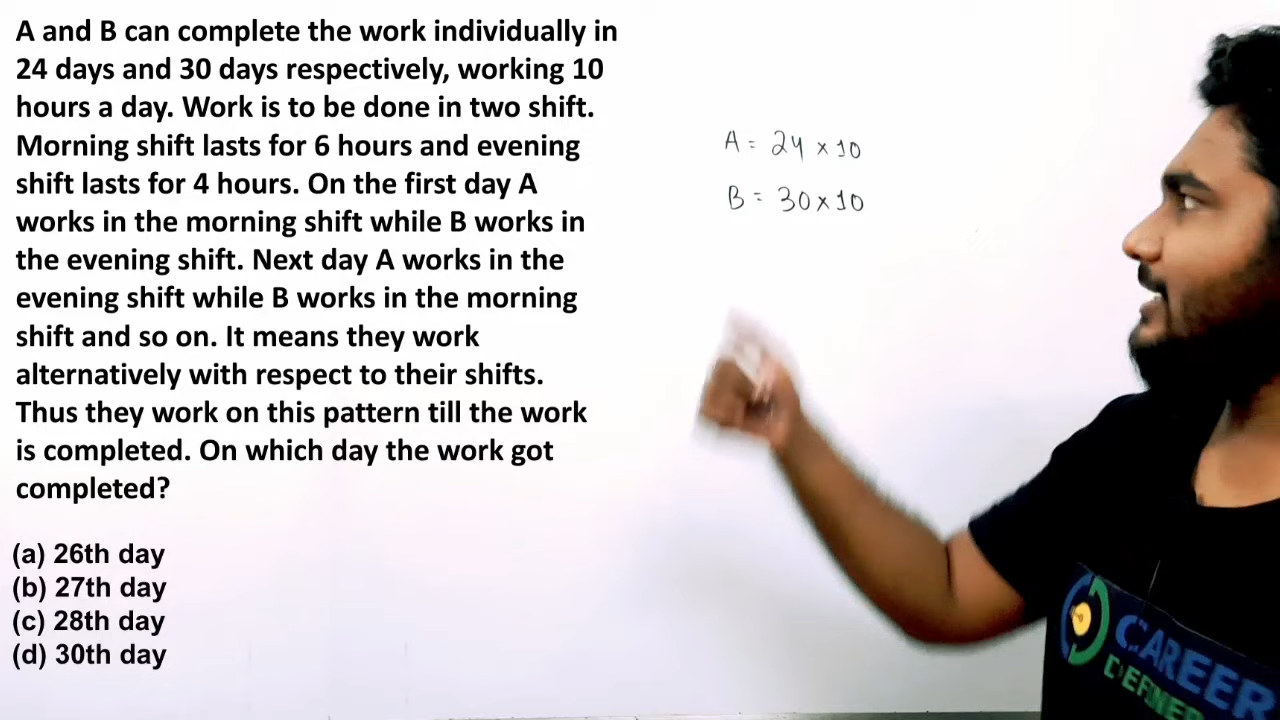 A and B can complete the work individually in
24 days and 30 days respectively, working 10
hours a day. Work is to be done in two shift.
Morning shift lasts for 6 hours and evening
shift lasts for 4 hours. On the first day A
works in the morning shift while B works in
the evening shift. Next day A works in the
evening shift while B works in the morning
shift and so on. It means they work
alternatively with respect to their shifts.
Thus they work on this pattern till the work
is completed. On which day the work got
completed?
(a) 26th day
(b) 27th day
(c) 28th day
(d) 30th day
A = 24 × 10
B = 30 × 10
CAREER